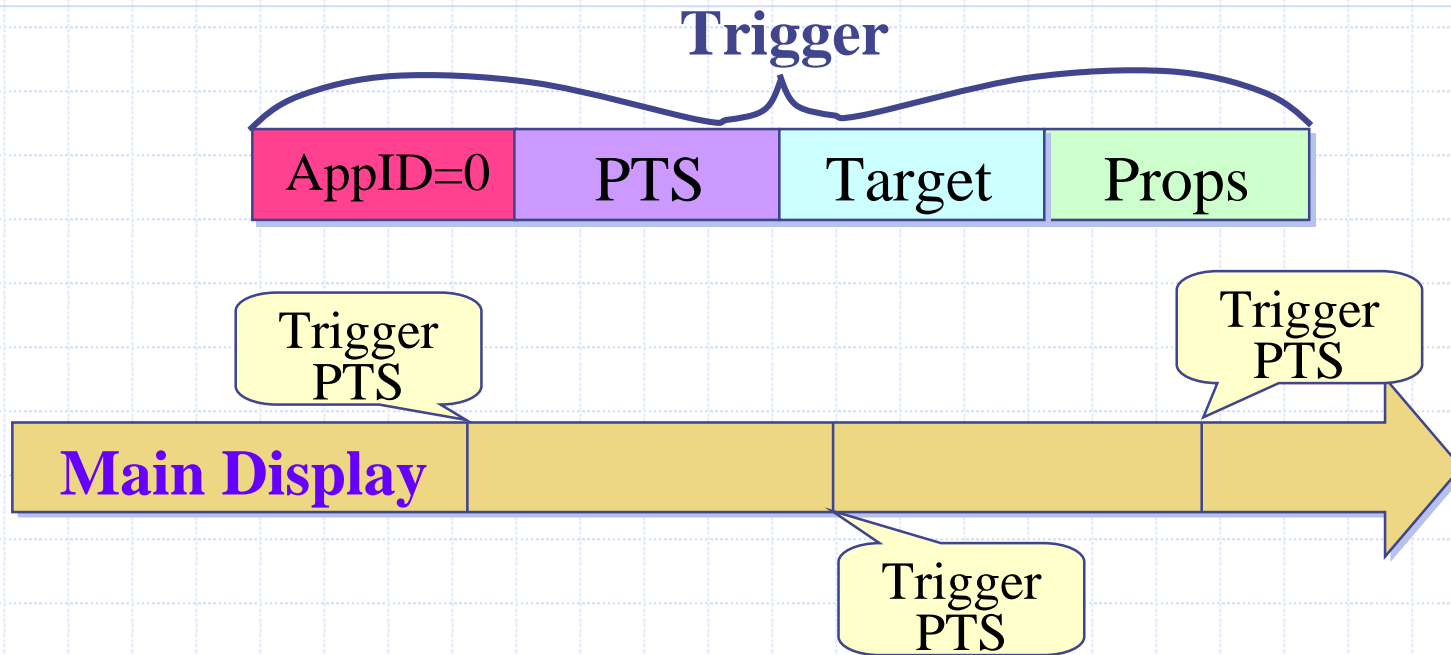 Trigger
AppID=0 PTS Target Props
Trigger
PTS
Trigger
PTS
Main Display
Trigger
PTS